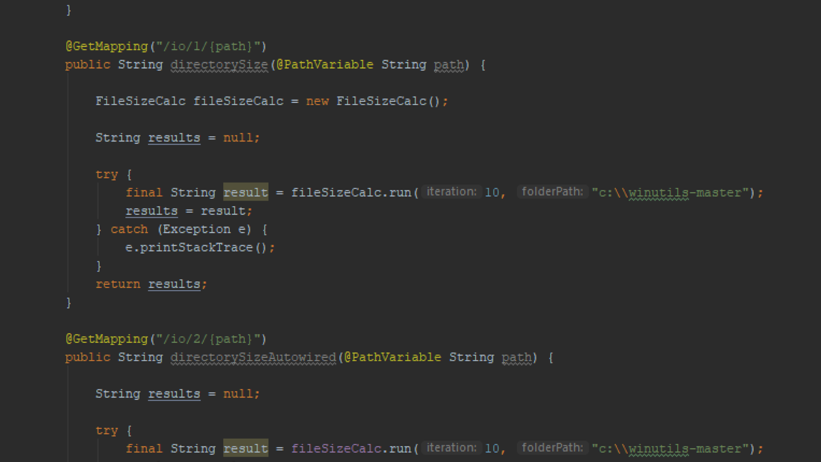 }
@GetMapping("/io/1/{path}")
public String directorySize(@PathVariable String path) {
FileSizeCalc fileSizeCalc = new FileSizeCalc();
String results = null;
try {
final String result = fileSizeCalc.run( iteration: 10, folderPath: "c:\\winutils-master");
results = result;
} catch (Exception e) {
e.printStackTrace();
}
return results;
}
@GetMapping("/io/2/{path}")
public String directorySizeAutowired(@PathVariable String path) {
String results = null;
try {
final String result = fileSizeCalc.run( iteration: 10, folderPath: "c:\\winutils-master");